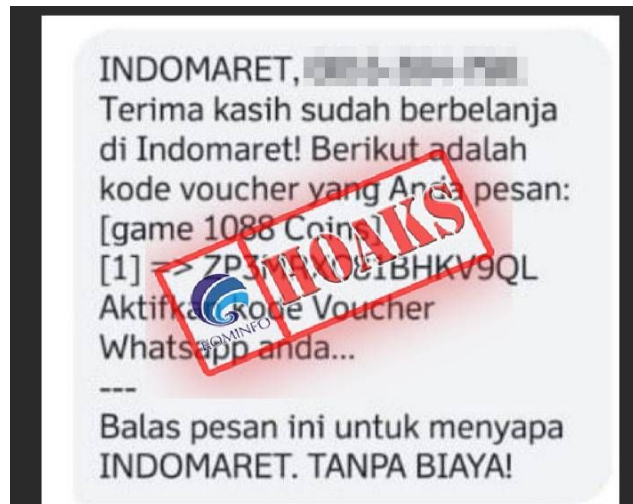 INDOMARET,
Terima kasih sudah berbelanja
di Indomaret! Berikut adalah
kode voucher yang Anda pesan:
[game 1088 Coins]
[1] => ZP3MRXO81BHKV9QL
Aktifkan kode Voucher
Whatsapp anda...
---
Balas pesan ini untuk menyapa
INDOMARET. TANPA BIAYA!
HOAKS
KOMINFO